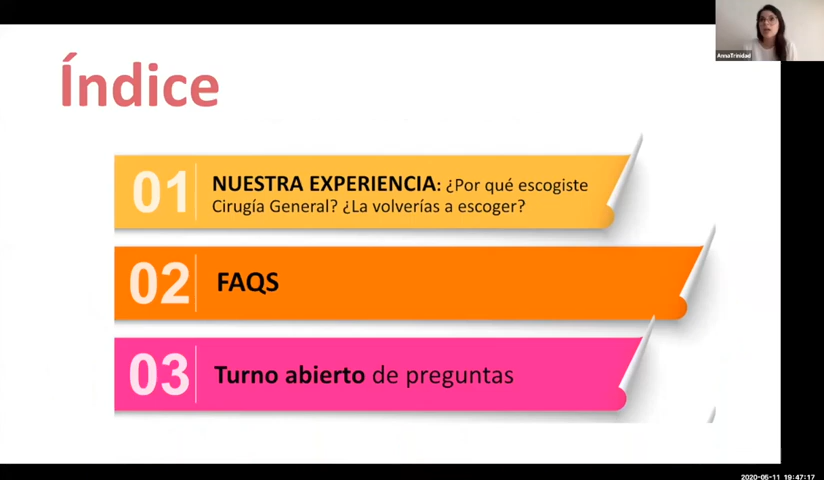 AnnaTrinidad
Índice
01
NUESTRA EXPERIENCIA: ¿Por qué escogiste
Cirugía General? ¿La volverías a escoger?
02
FAQS
03
Turno abierto de preguntas
2020-05-11 19:47:17